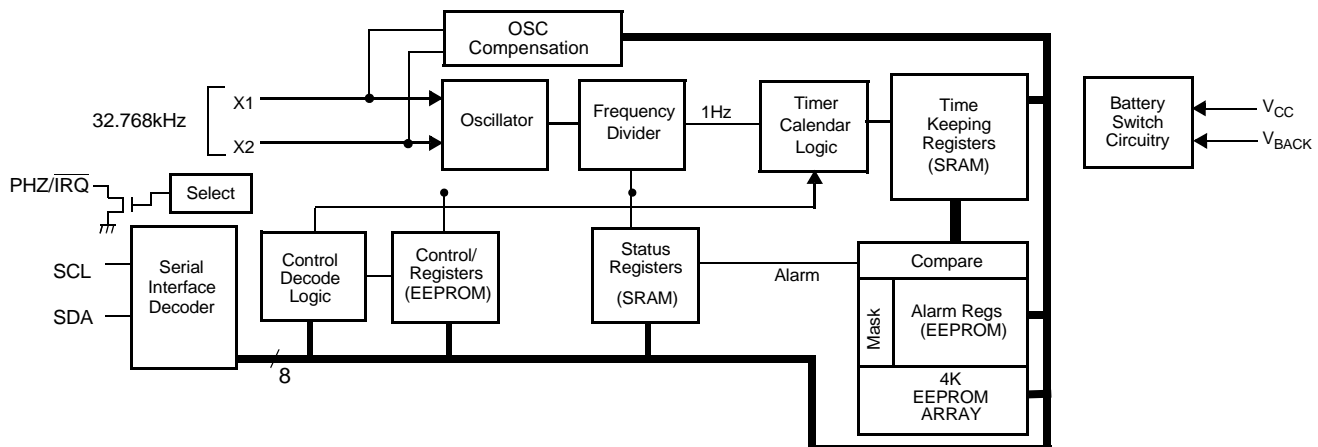 OSC
Compensation
32.768kHz
X1
X2
Oscillator
Frequency
Divider
1Hz
Timer
Calendar
Logic
Time
Keeping
Registers
(SRAM)
Battery
Switch
Circuitry
VCC
VBACK
PHZ/IRQ
Select
SCL
SDA
Serial
Interface
Decoder
Control
Decode
Logic
Control/
Registers
(EEPROM)
Status
Registers
(SRAM)
Alarm
Compare
Mask
Alarm Regs
(EEPROM)
4K
EEPROM
ARRAY
8